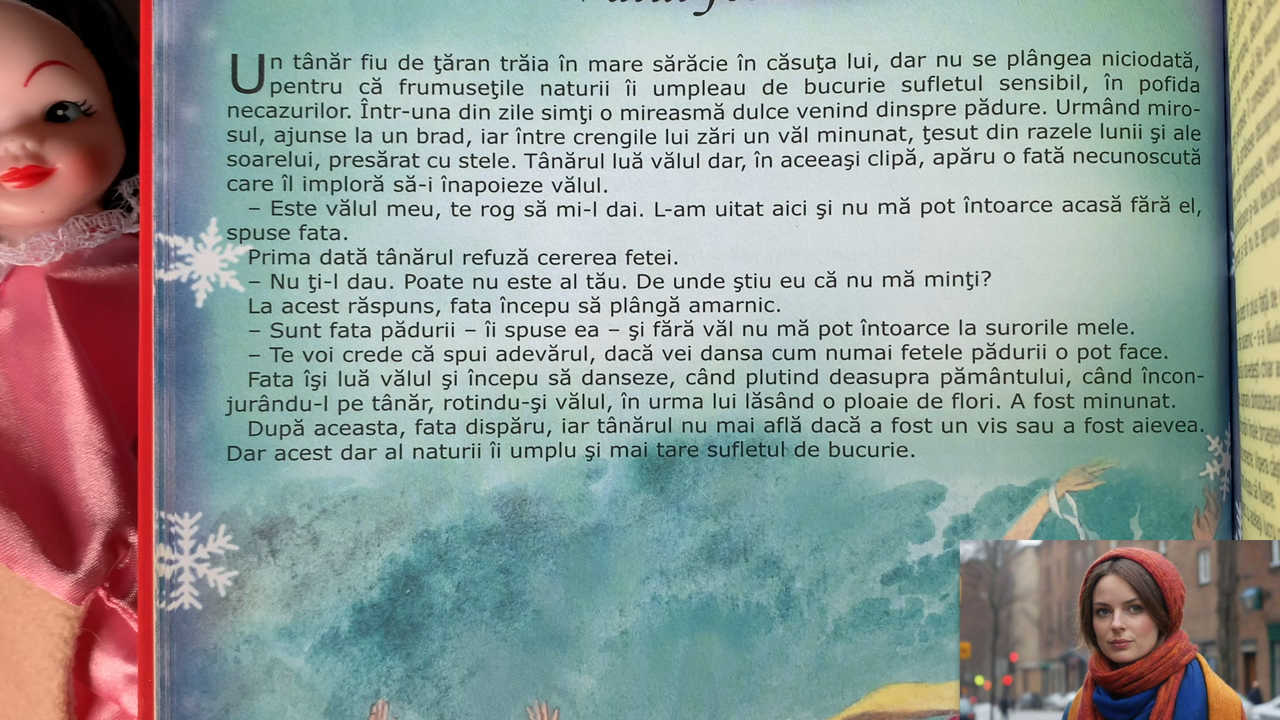 Un tânăr fiu de ţăran trăia în mare sărăcie în căsuţa lui, dar nu se plângea niciodată,
pentru că frumuseţile naturii îi umpleau de bucurie sufletul sensibil, în pofida
necazurilor. Într-una din zile simţi o mireasmă dulce venind dinspre pădure. Urmând miro-
sul, ajunse la un brad, iar între crengile lui zări un văl minunat, ţesut din razele lunii şi ale
soarelui, presărat cu stele. Tânărul luă vălul dar, în aceeaşi clipă, apăru o fată necunoscută
care îl imploră să-i înapoieze vălul.
– Este vălul meu, te rog să mi-l dai. L-am uitat aici şi nu mă pot întoarce acasă fără el,
spuse fata.
Prima dată tânărul refuză cererea fetei.
– Nu ţi-l dau. Poate nu este al tău. De unde ştiu eu că nu mă minţi?
La acest răspuns, fata începu să plângă amarnic.
– Sunt fata pădurii – îi spuse ea – şi fără văl nu mă pot întoarce la surorile mele.
– Te voi crede că spui adevărul, dacă vei dansa cum numai fetele pădurii o pot face.
Fata îşi luă vălul şi începu să danseze, când plutind deasupra pământului, când încon-
jurându-l pe tânăr, rotindu-şi vălul, în urma lui lăsând o ploaie de flori. A fost minunat.
După aceasta, fata dispăru, iar tânărul nu mai află dacă a fost un vis sau a fost aievea.
Dar acest dar al naturii îi umplu şi mai tare sufletul de bucurie.